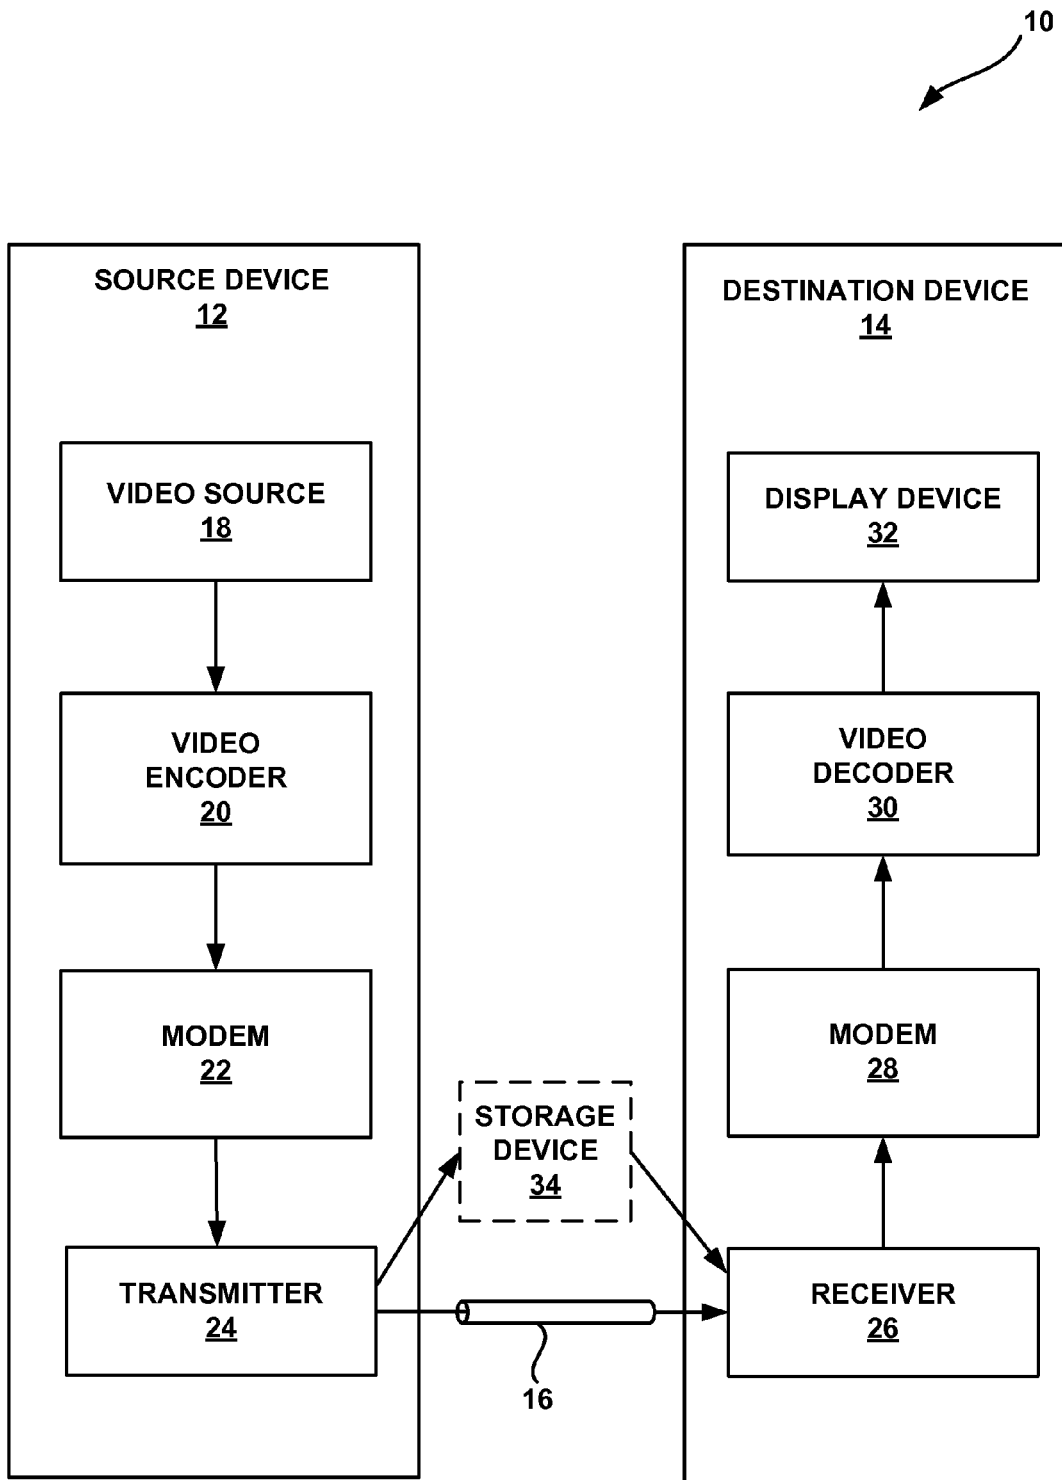 10
SOURCE DEVICE
12
VIDEO SOURCE
18
VIDEO
ENCODER
20
MODEM
22
TRANSMITTER
24
STORAGE
DEVICE
34
16
DESTINATION DEVICE
14
DISPLAY DEVICE
32
VIDEO
DECODER
30
MODEM
28
RECEIVER
26